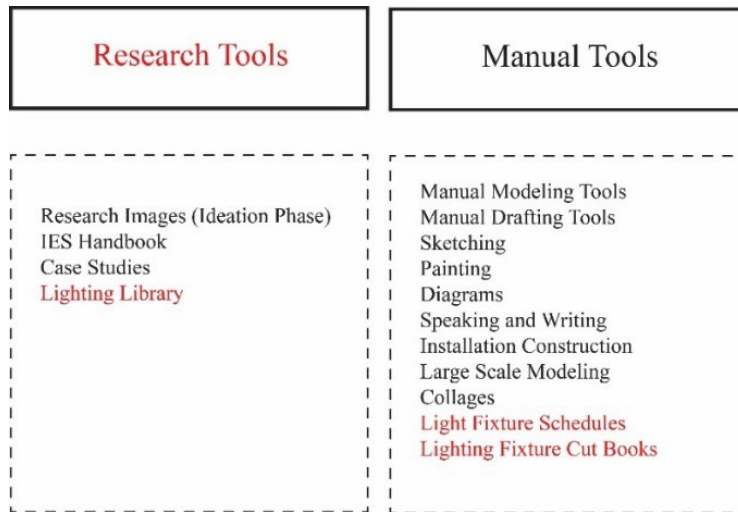 Research Tools
Manual Tools
Research Images (Ideation Phase)
IES Handbook
Case Studies
Lighting Library
Manual Modeling Tools
Manual Drafting Tools
Sketching
Painting
Diagrams
Speaking and Writing
Installation Construction
Large Scale Modeling
Collages
Light Fixture Schedules
Lighting Fixture Cut Books